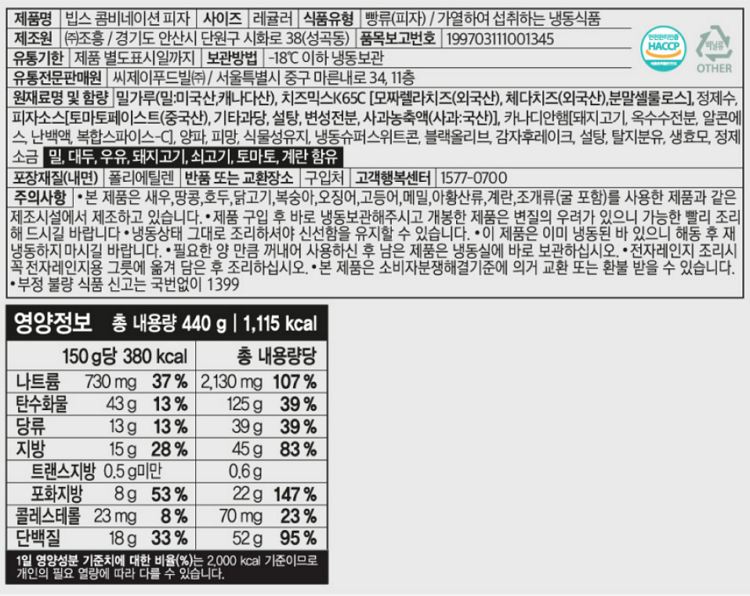 제품명 빕스 콤비네이션 피자 사이즈 레귤러 식품유형 빵류(피자) / 가열하여 섭취하는 냉동식품
제조원 ㈜조흥 / 경기도 안산시 단원구 시화로 38(성곡동) 품목보고번호 199703111001345
유통기한 제품 별도표시일까지 보관방법 -18℃ 이하 냉동보관
유통전문판매원 씨제이푸드빌㈜ / 서울특별시 중구 마른내로 34, 11층
안전관리인증
HACCP
식품의약품안전처
비닐류
OTHER
원재료명 및 함량 밀가루(밀:미국산,캐나다산), 치즈믹스K65C [모짜렐라치즈(외국산), 체다치즈(외국산),분말셀룰로스], 정제수,
피자소스[토마토페이스트(중국산), 기타과당, 설탕, 변성전분, 사과농축액(사과:국산)], 카나디안햄[돼지고기, 옥수수전분, 알콘에
스, 난백액, 복합스파이스-C], 양파, 피망, 식물성유지, 냉동슈퍼스위트콘, 블랙올리브, 감자후레이크, 설탕, 탈지분유, 생효모, 정제
소금 밀, 대두, 우유, 돼지고기, 쇠고기, 토마토, 계란 함유
포장재질(내면) 폴리에틸렌 반품 또는 교환장소 구입처 고객행복센터 1577-0700
주의사항 •본 제품은 새우,땅콩,호두,닭고기,복숭아,오징어,고등어,메밀,아황산류,계란,조개류(굴 포함)를 사용한 제품과 같은
제조시설에서 제조하고 있습니다. •제품 구입 후 바로 냉동보관해주시고 개봉한 제품은 변질의 우려가 있으니 가능한 빨리 조리
해 드시길 바랍니다 •냉동상태 그대로 조리하셔야 신선함을 유지할 수 있습니다. •이 제품은 이미 냉동된 바 있으니 해동 후 재
냉동하지마시길 바랍니다. •필요한 양 만큼 꺼내어 사용하신 후 남은 제품은 냉동실에 바로 보관하십시오. •전자레인지 조리시
꼭 전자레인지용 그릇에 옮겨 담은 후 조리하십시오. •본 제품은 소비자분쟁해결기준에 의거 교환 또는 환불 받을 수 있습니다.
•부정 불량 식품 신고는 국번없이 1399
영양정보 총 내용량 440 g | 1,115 kcal
150 g당 380 kcal 총 내용량당
나트륨 730 mg 37 % 2,130 mg 107 %
탄수화물 43 g 13 % 125 g 39 %
당류 13 g 13 % 39 g 39 %
지방 15 g 28 % 45 g 83 %
트랜스지방 0.5 g미만 0.6 g
포화지방 8 g 53 % 22 g 147 %
콜레스테롤 23 mg 8 % 70 mg 23 %
단백질 18 g 33 % 52 g 95 %
1일 영양성분 기준치에 대한 비율(%)는 2,000 kcal 기준이므로
개인의 필요 열량에 따라 다를 수 있습니다.